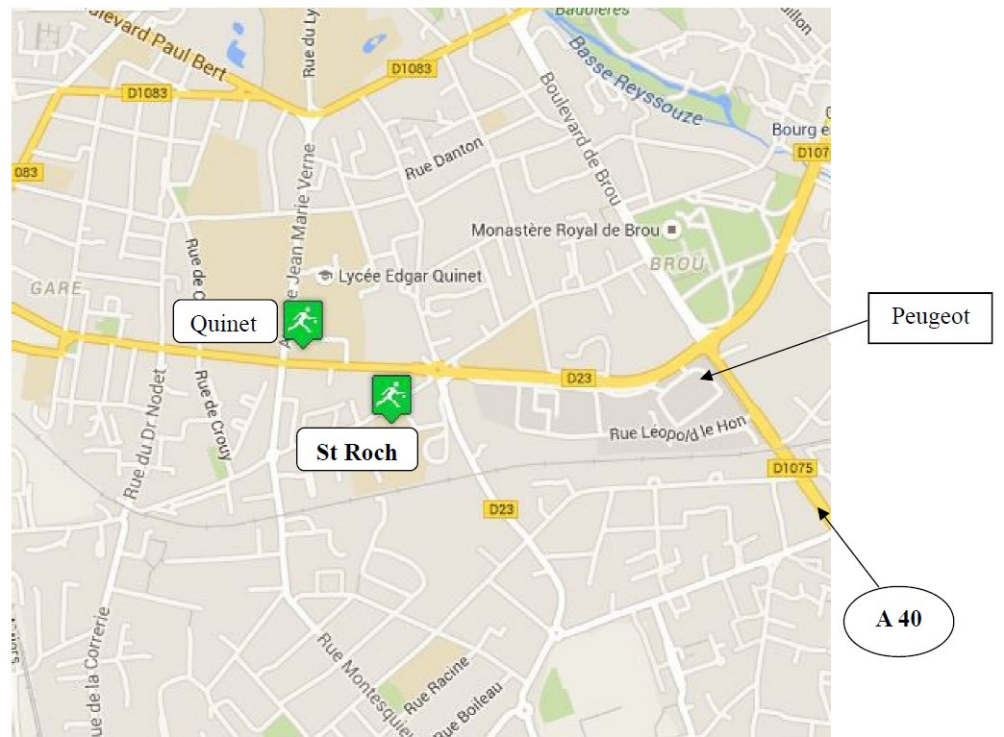 Boulevard Paul Bert
Rue du Ly
Baudières
Basse Reyssouze
D1083
D1083
083
Boulevard de Brou
Bourg e
D107
Rue Danton
Jean Marie Verne
Monastère Royal de Brou
BROU
Lycée Edgar Quinet
GARE
Rue de C
Quinet
Peugeot
D23
Rue du Dr Nodet
Rue de Crouy
St Roch
Rue Léopold le Hon
D1075
D23
A 40
ue de la Correrie
Rue Montesquieu
Rue Racine
Rue Boileau